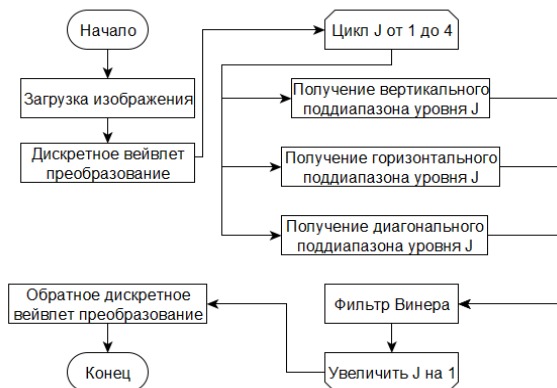 Начало
Загрузка изображения
Дискретное вейвлет
преобразование
Цикл J от 1 до 4
Получение вертикального
поддиапазона уровня J
Получение горизонтального
поддиапазона уровня J
Получение диагонального
поддиапазона уровня J
Фильтр Винера
Увеличить J на 1
Обратное дискретное
вейвлет преобразование
Конец